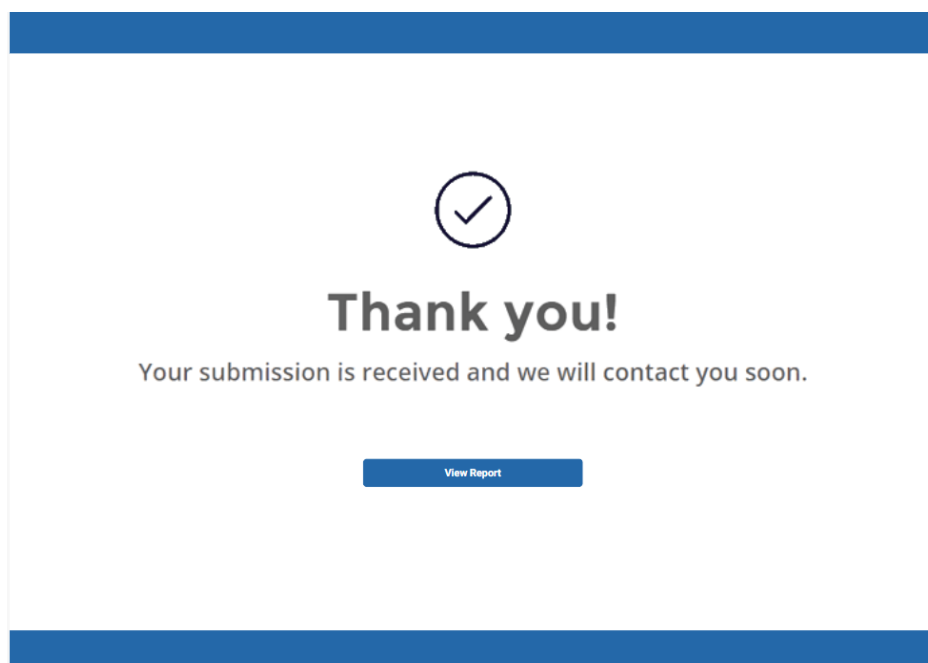 Thank you!
Your submission is received and we will contact you soon.
View Report